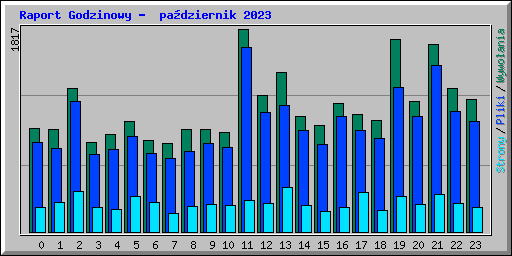 Raport Godzinowy - październik 2023
1817
Strony / Pliki / Wywołania
0 1 2 3 4 5 6 7 8 9 10 11 12 13 14 15 16 17 18 19 20 21 22 23